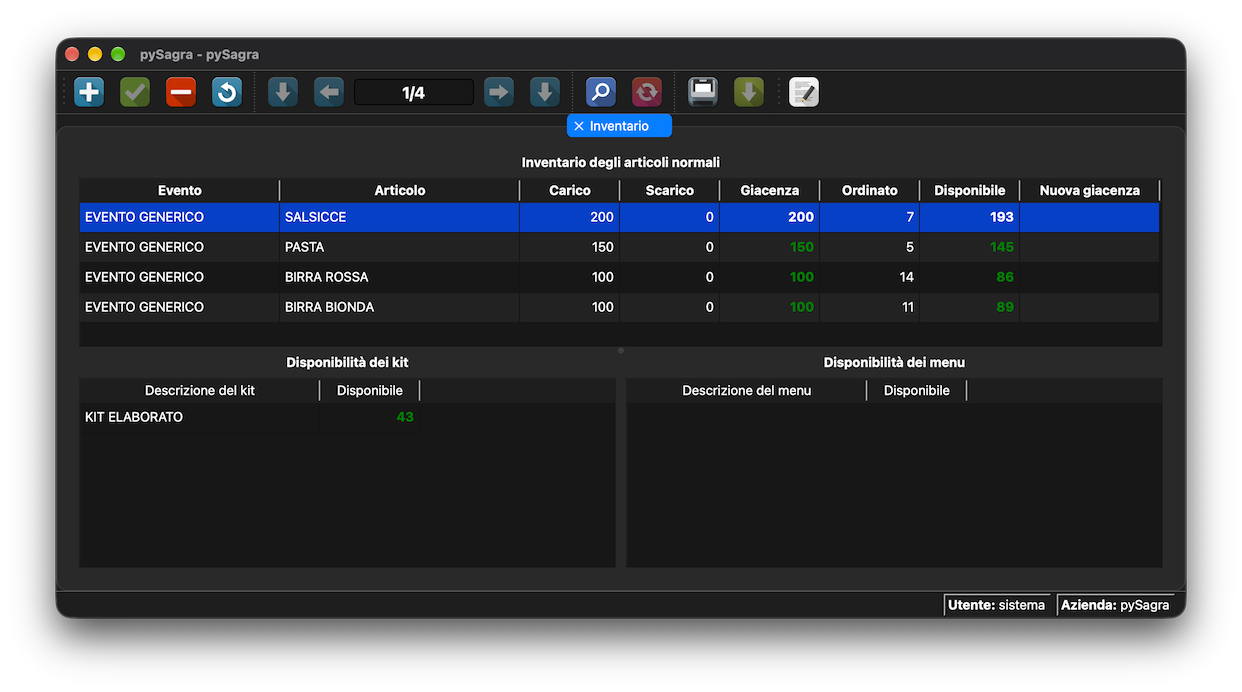 pySagra - pySagra
1/4
Inventario
Inventario degli articoli normali
Evento Articolo Carico Scarico Giacenza Ordinato Disponibile Nuova giacenza
EVENTO GENERICO SALSICCE 200 0 200 7 193
EVENTO GENERICO PASTA 150 0 150 5 145
EVENTO GENERICO BIRRA ROSSA 100 0 100 14 86
EVENTO GENERICO BIRRA BIONDA 100 0 100 11 89
Disponibilità dei kit
Descrizione del kit Disponibile
KIT ELABORATO 43
Disponibilità dei menu
Descrizione del menu Disponibile
Utente: sistema Azienda: pySagra